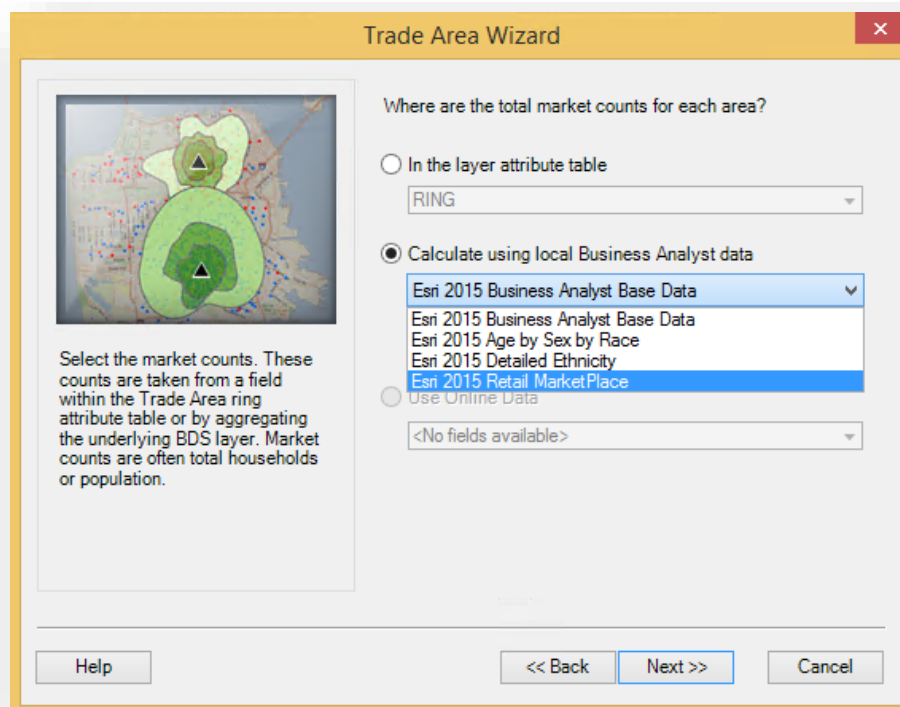 Trade Area Wizard
Where are the total market counts for each area?
In the layer attribute table
RING
Calculate using local Business Analyst data
Esri 2015 Business Analyst Base Data
Esri 2015 Business Analyst Base Data
Esri 2015 Age by Sex by Race
Esri 2015 Detailed Ethnicity
Esri 2015 Retail MarketPlace
Use Online Data
<No fields available>
Select the market counts. These
counts are taken from a field
within the Trade Area ring
attribute table or by aggregating
the underlying BDS layer. Market
counts are often total households
or population.
Help
<< Back
Next >>
Cancel